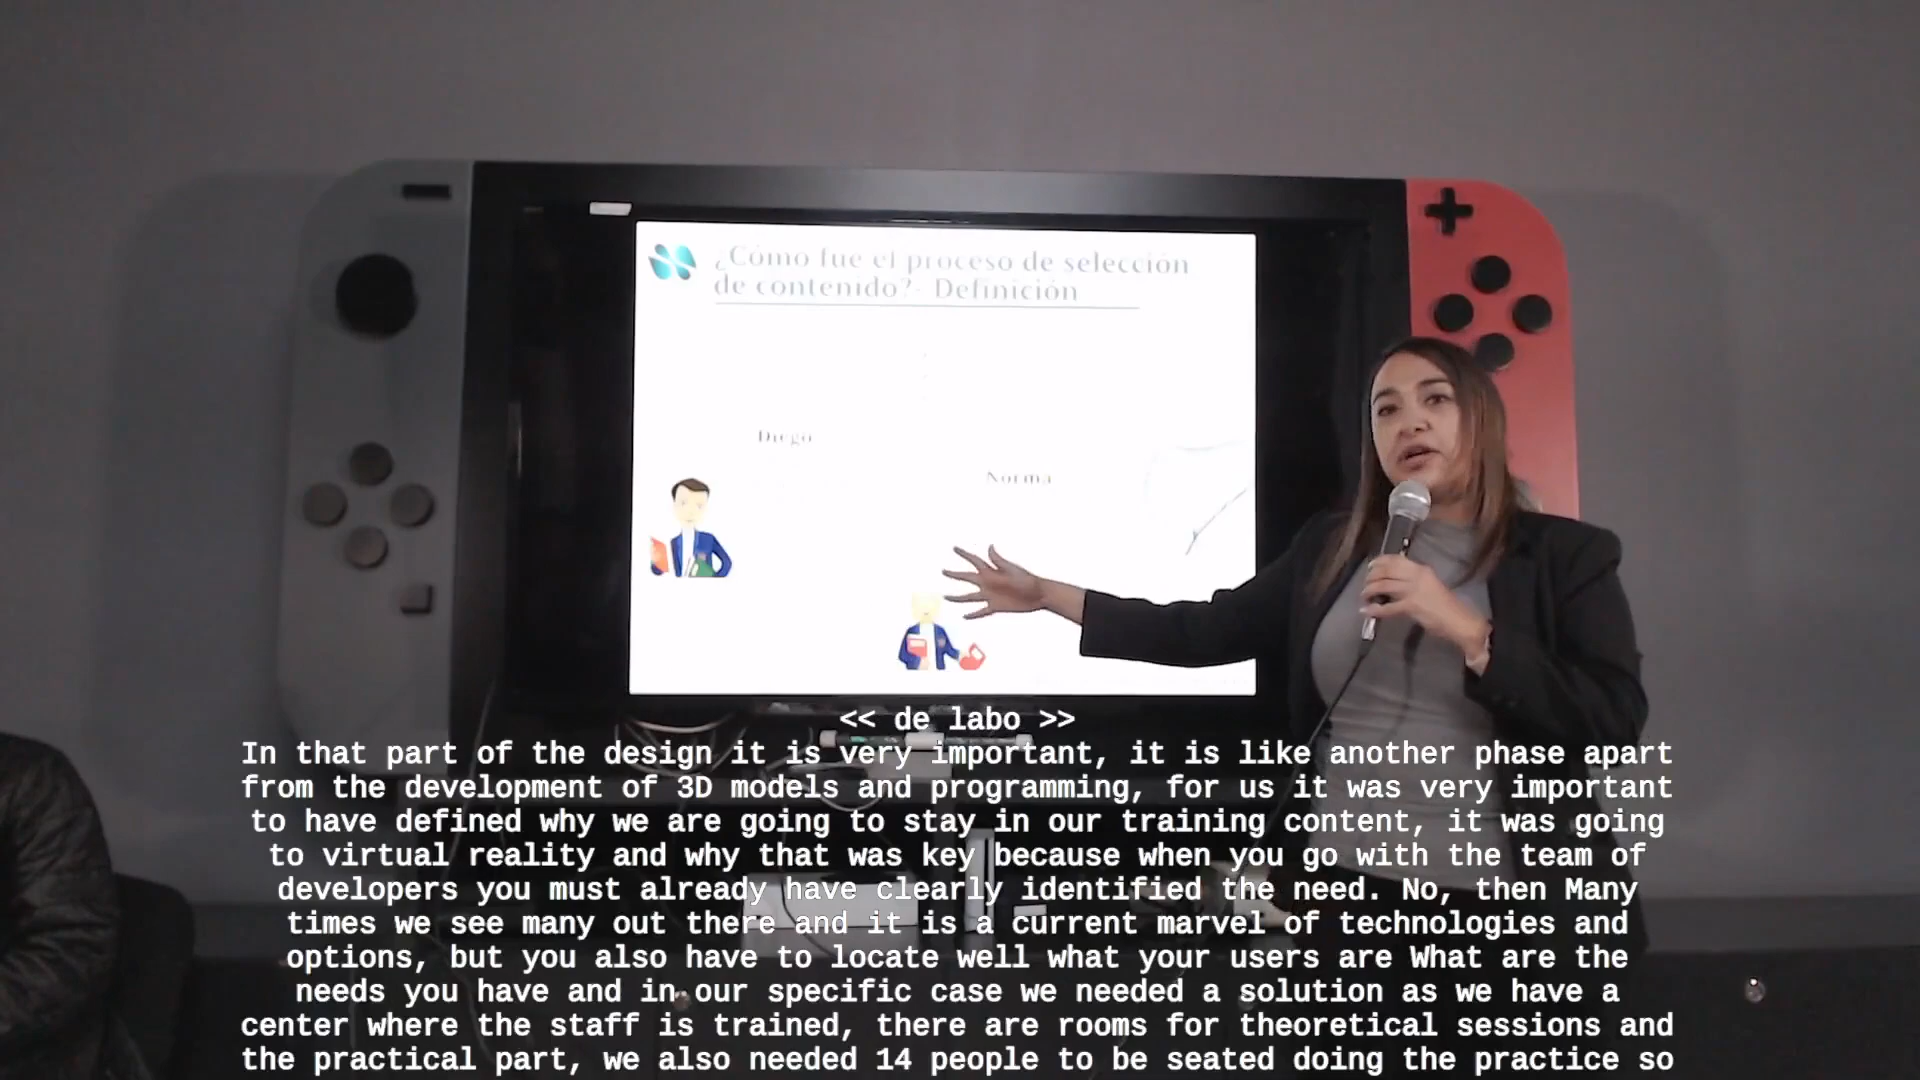 ¿Cómo fue el proceso de selección
de contenido?- Definición
Diego
Norma
<< de labo >>
In that part of the design it is very important, it is like another phase apart
from the development of 3D models and programming, for us it was very important
to have defined why we are going to stay in our training content, it was going
to virtual reality and why that was key because when you go with the team of
developers you must already have clearly identified the need. No, then Many
times we see many out there and it is a current marvel of technologies and
options, but you also have to locate well what your users are What are the
needs you have and in our specific case we needed a solution as we have a
center where the staff is trained, there are rooms for theoretical sessions and
the practical part, we also needed 14 people to be seated doing the practice so